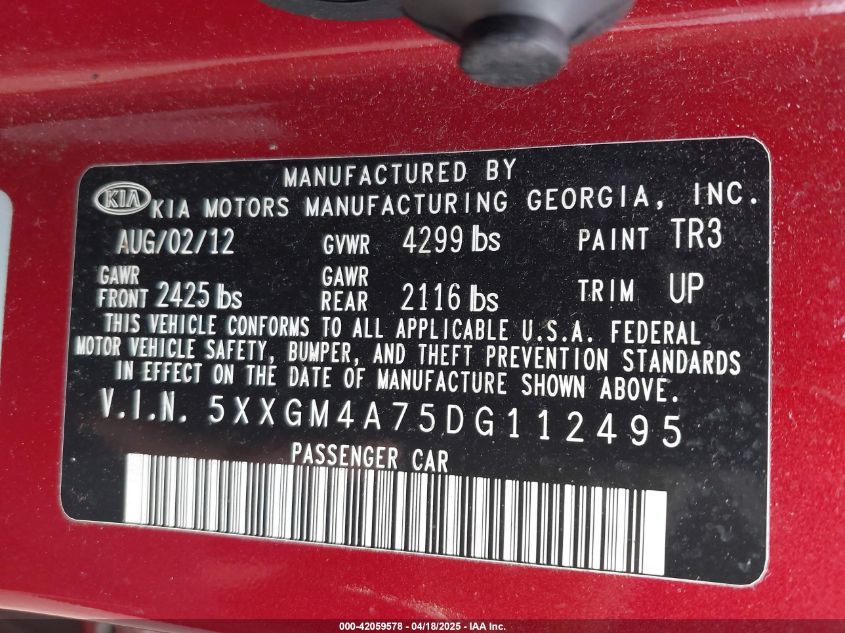 MANUFACTURED BY
KIA KIA MOTORS MANUFACTURING GEORGIA, INC.
AUG/02/12 GVWR 4299 lbs PAINT TR3
GAWR FRONT 2425 lbs GAWR REAR 2116 lbs TRIM UP
THIS VEHICLE CONFORMS TO ALL APPLICABLE U.S.A. FEDERAL
MOTOR VEHICLE SAFETY, BUMPER, AND THEFT PREVENTION STANDARDS
IN EFFECT ON THE DATE OF MANUFACTURE SHOWN ABOVE.
V.I.N. 5XXGM4A75DG112495
PASSENGER CAR
000-42059578 - 04/18/2025 - IAA Inc.